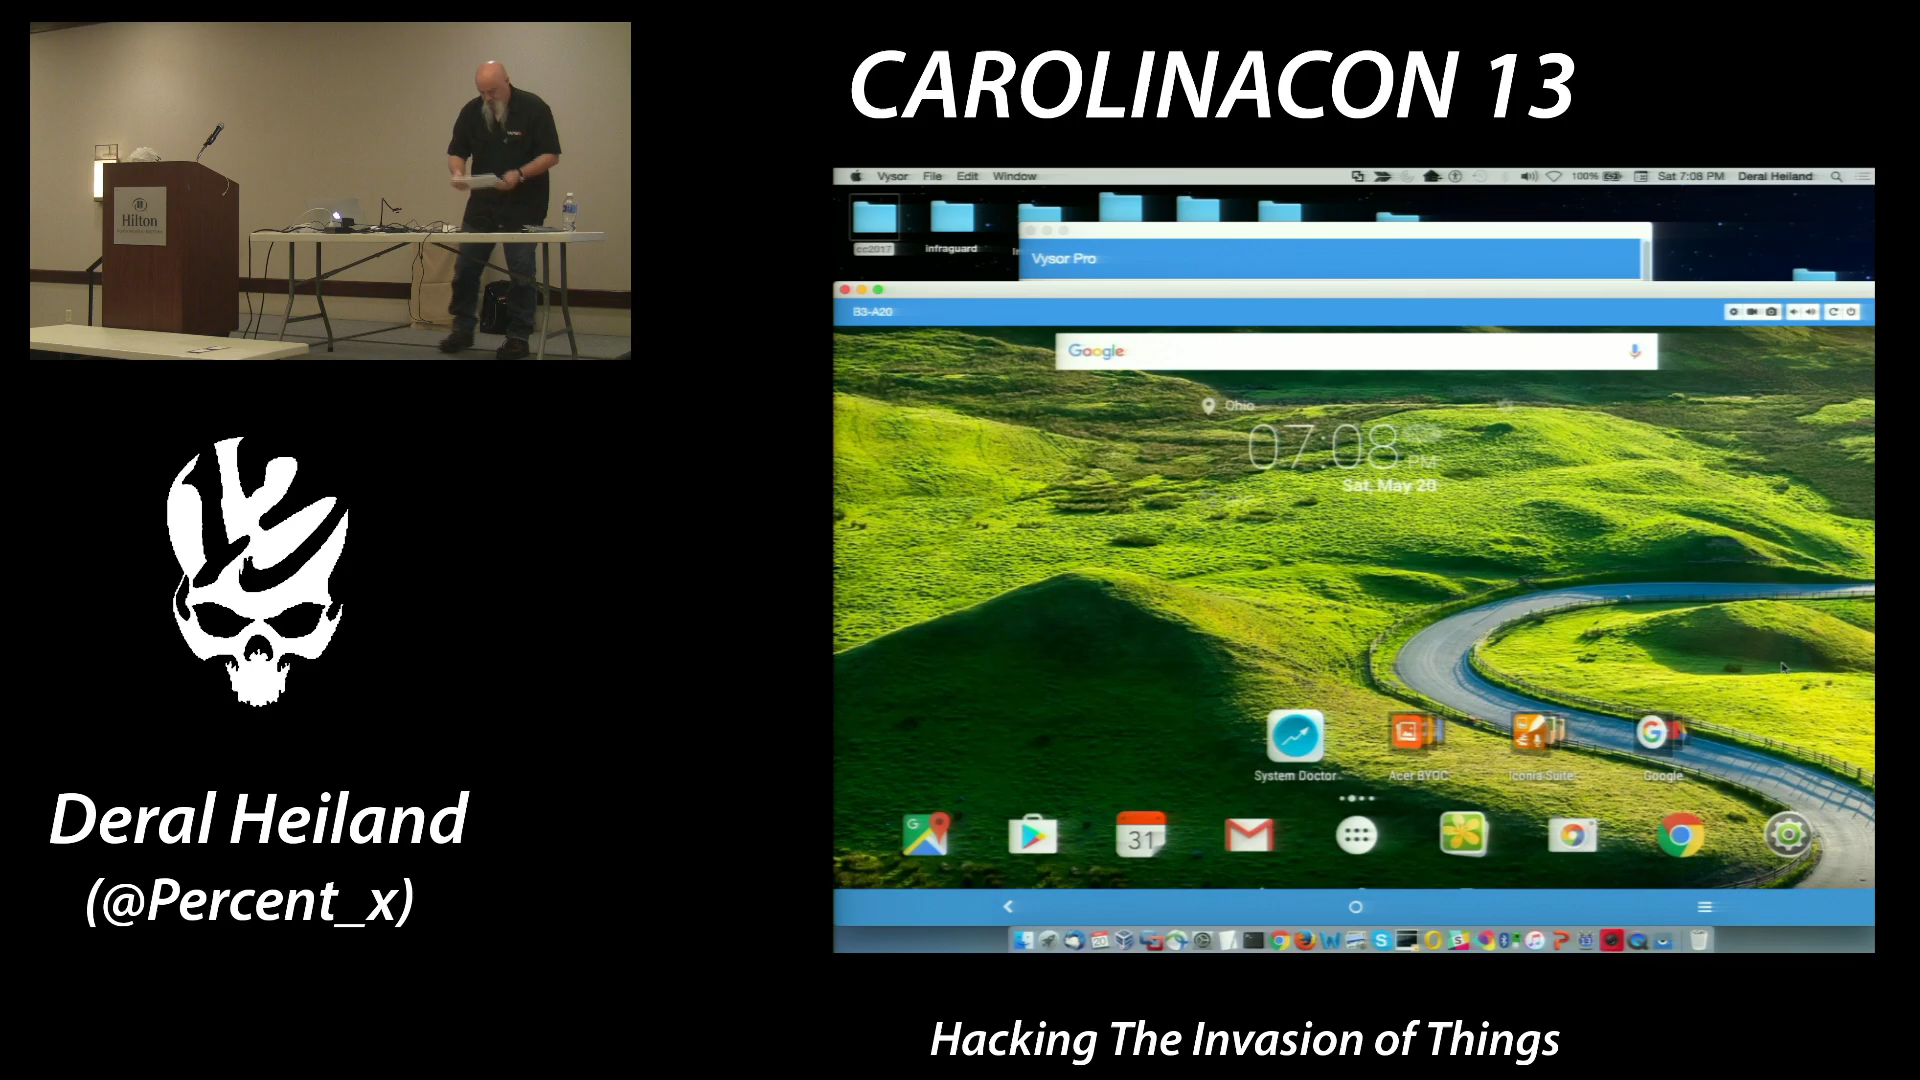 CAROLINACON 13
Hilton
Vysor File Edit Window
100%
Sat 7:08 PM Deral Heiland
cc2017
infraguard
Vysor Pro
B3-A20
Google
Ohio
07:08 PM
Sat, May 20
System Doctor
Acer BYOC
Iconia Suite
Google
31
Deral Heiland
(@Percent_x)
Hacking The Invasion of Things